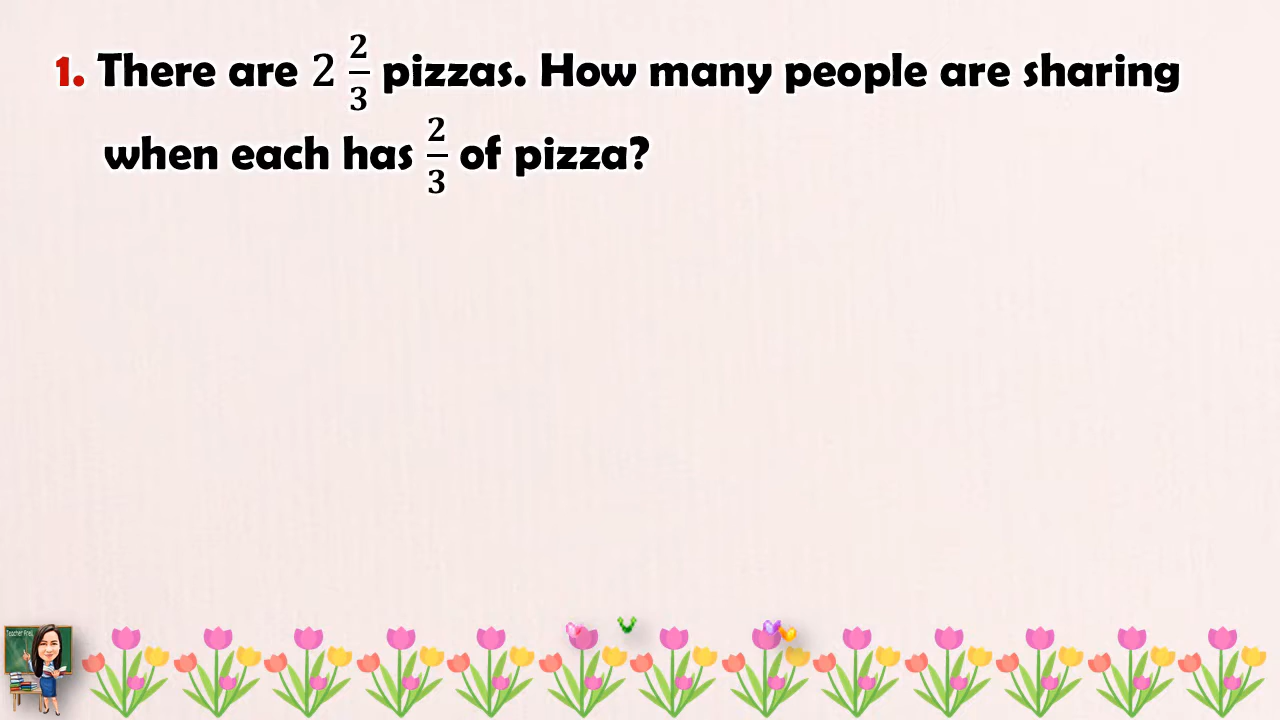 1. There are 2 2/3 pizzas. How many people are sharing
when each has 2/3 of pizza?